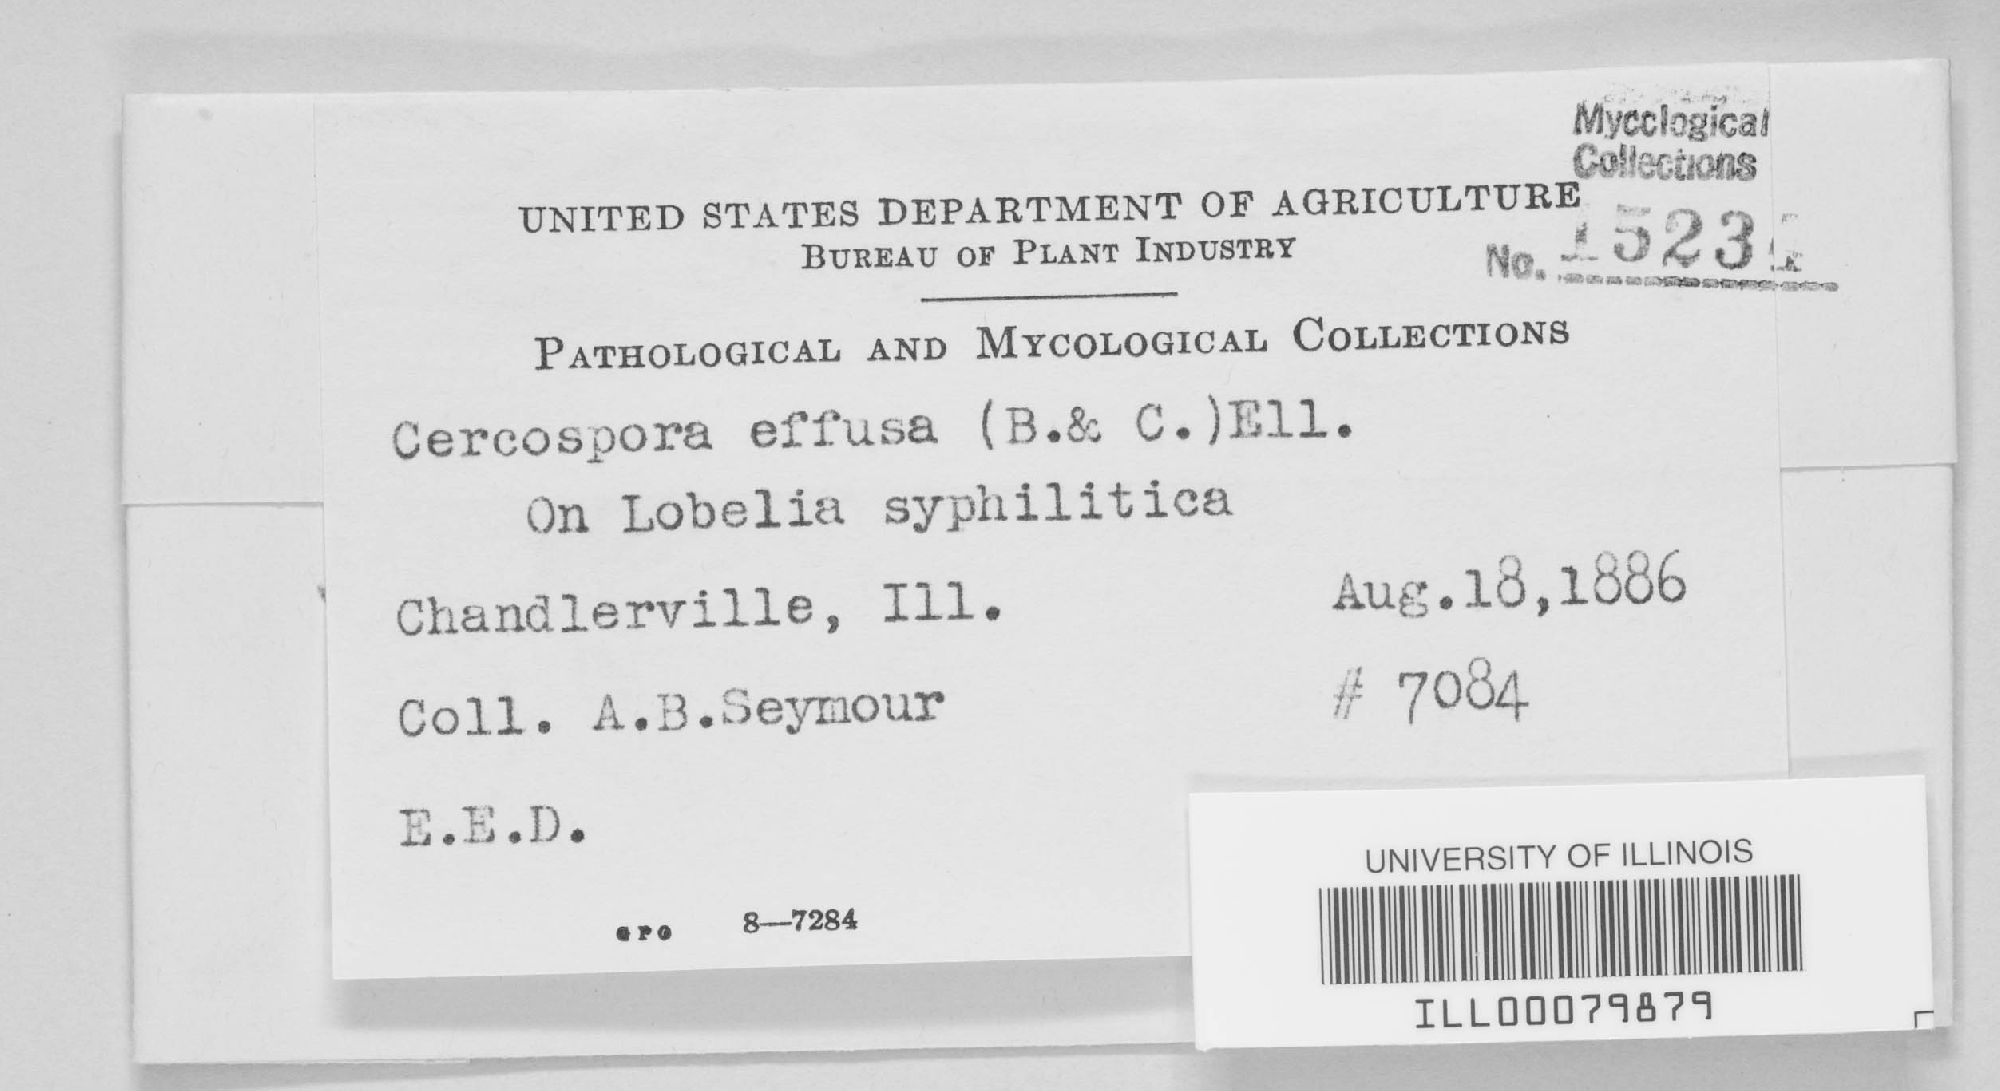 Mycological
Collections
UNITED STATES DEPARTMENT OF AGRICULTURE
BUREAU OF PLANT INDUSTRY
No.
PATHOLOGICAL AND MYCOLOGICAL COLLECTIONS
Cercospora effusa (B.& C.)Ell.
On Lobelia syphilitica
Chandlerville, Ill.
Aug.18,1886
Coll. A.B.Seymour
# 7084
E.E.D.
GPO 8—7284
UNIVERSITY OF ILLINOIS
ILL00079879